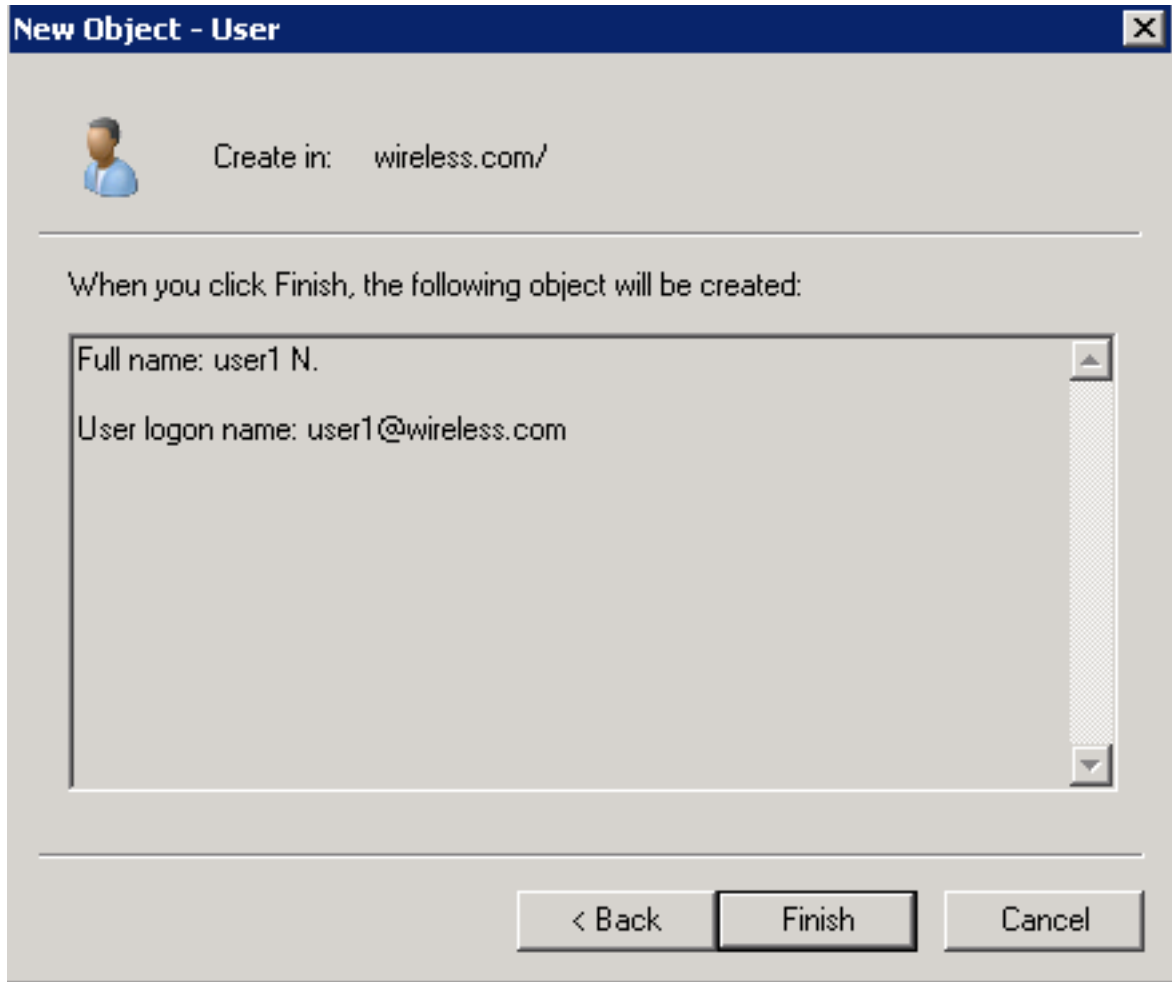 New Object - User
Create in: wireless.com/
When you click Finish, the following object will be created:
Full name: user1 N.
User logon name: user1@wireless.com
< Back Finish Cancel